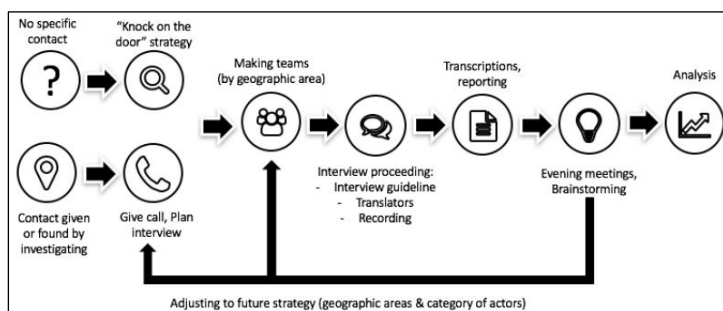 No specific
contact
“Knock on
the door” strategy
?
Making teams
(by geographic area)
Transcriptions,
reporting
Analysis
Contact given
or found by
investigating
Give call, Plan
interview
Interview proceeding:
- Interview guideline
- Translators
- Recording
Evening meetings,
Brainstorming
Adjusting to future strategy (geographic areas & category of actors)